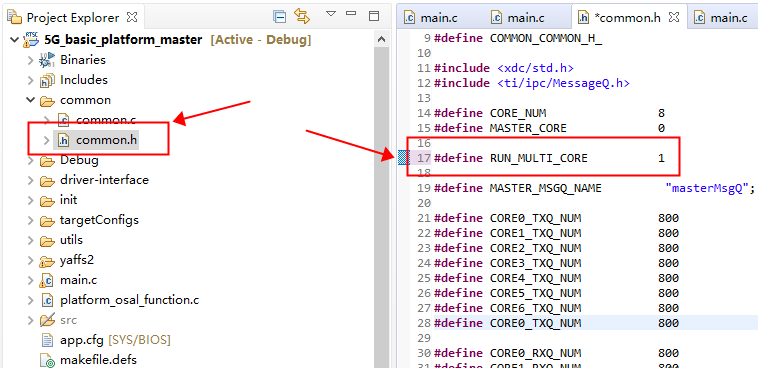 Project Explorer
5G_basic_platform_master [Active - Debug]
Binaries
Includes
common
common.c
common.h
Debug
driver-interface
init
targetConfigs
utils
yaffs2
main.c
platform_osal_function.c
src
app.cfg [SYS/BIOS]
makefile.defs
main.c
main.c
*common.h
main.c
9 #define COMMON_COMMON_H_
10
11 #include <xdc/std.h>
12 #include <ti/ipc/MessageQ.h>
13
14 #define CORE_NUM 8
15 #define MASTER_CORE 0
16
17 #define RUN_MULTI_CORE 1
18
19 #define MASTER_MSGQ_NAME "masterMsgQ";
20
21 #define CORE0_TXQ_NUM 800
22 #define CORE1_TXQ_NUM 800
23 #define CORE2_TXQ_NUM 800
24 #define CORE3_TXQ_NUM 800
25 #define CORE4_TXQ_NUM 800
26 #define CORE5_TXQ_NUM 800
27 #define CORE6_TXQ_NUM 800
28 #define CORE0_TXQ_NUM 800
29
30 #define CORE0_RXQ_NUM 800
31 #define CORE1_RXQ_NUM 800